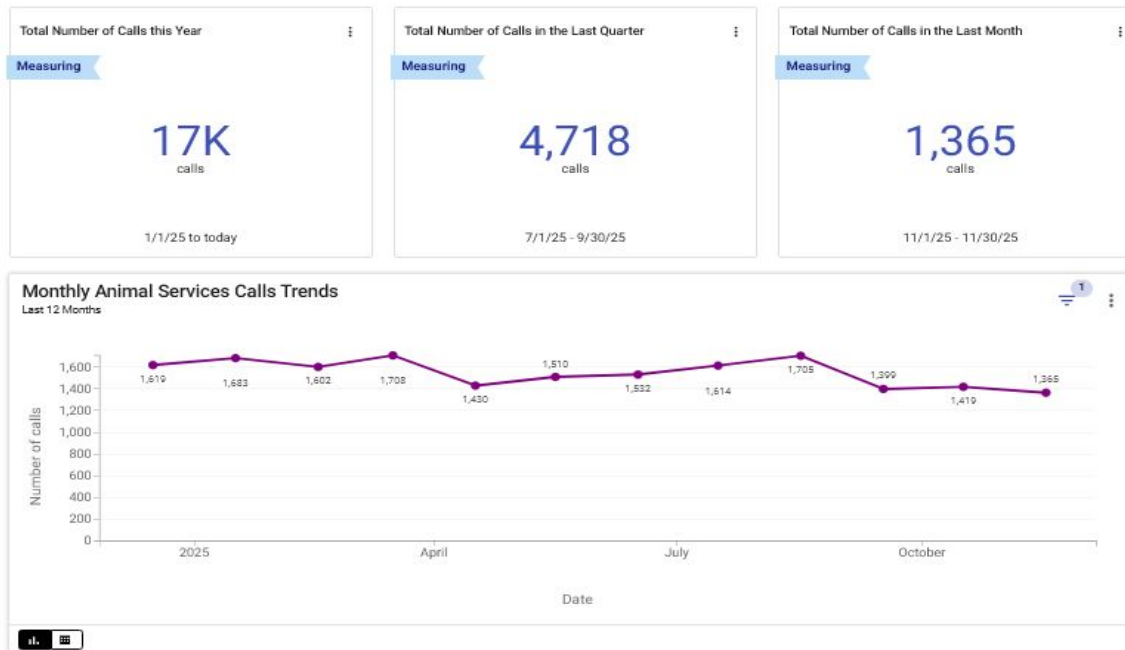 Total Number of Calls this Year
Measuring
17K
calls
1/1/25 to today
Total Number of Calls in the Last Quarter
Measuring
4,718
calls
7/1/25 - 9/30/25
Total Number of Calls in the Last Month
Measuring
1,365
calls
11/1/25 - 11/30/25
Monthly Animal Services Calls Trends
Last 12 Months
1
Number of calls
1,600
1,400
1,200
1,000
800
600
400
200
0
1,619
1,683
1,602
1,708
1,430
1,510
1,532
1,614
1,705
1,399
1,419
1,365
2025 April July October
Date